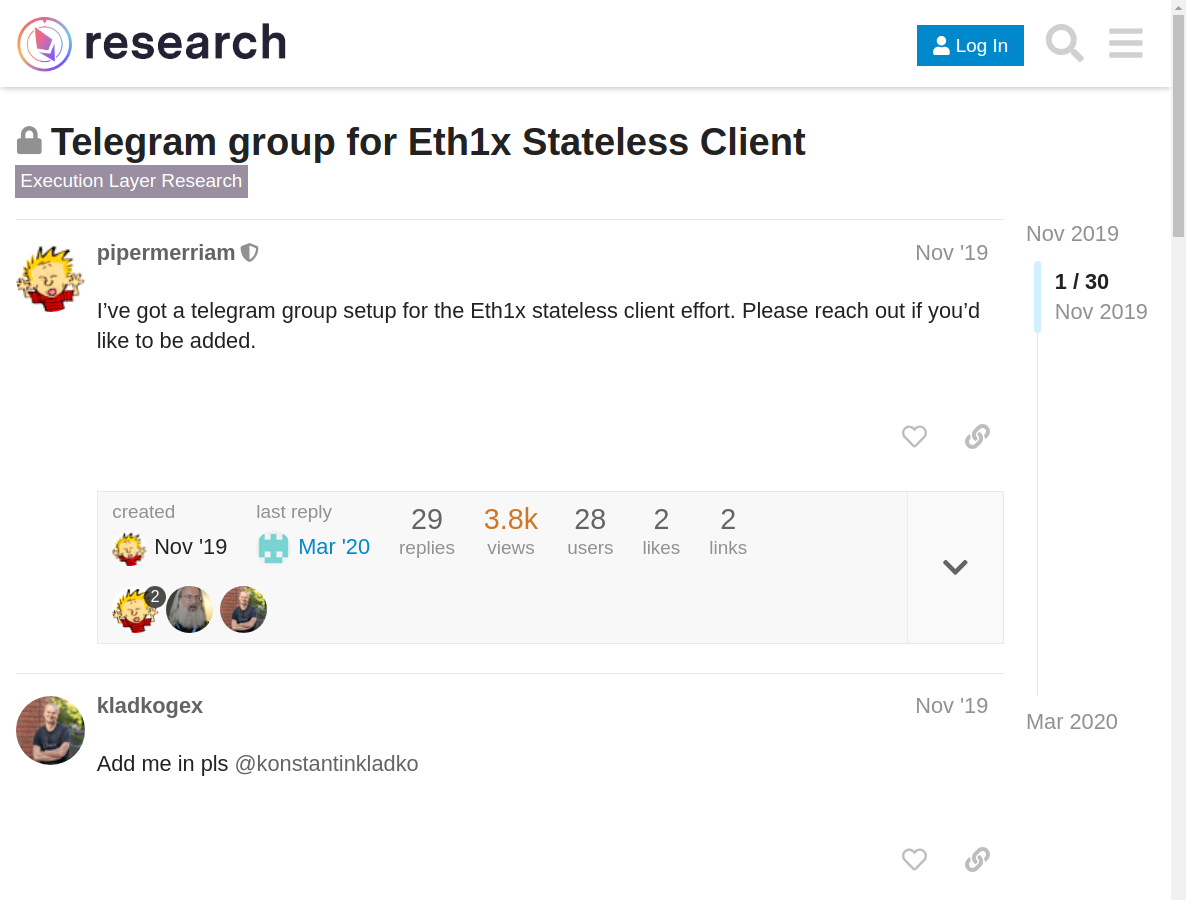 research
Log In
Telegram group for Eth1x Stateless Client
Execution Layer Research
pipermerriam
Nov '19
I’ve got a telegram group setup for the Eth1x stateless client effort. Please reach out if you’d
like to be added.
created
Nov '19
last reply
Mar '20
29
replies
3.8k
views
28
users
2
likes
2
links
2
kladkogex
Nov '19
Add me in pls @konstantinkladko
Nov 2019
1 / 30
Nov 2019
Mar 2020